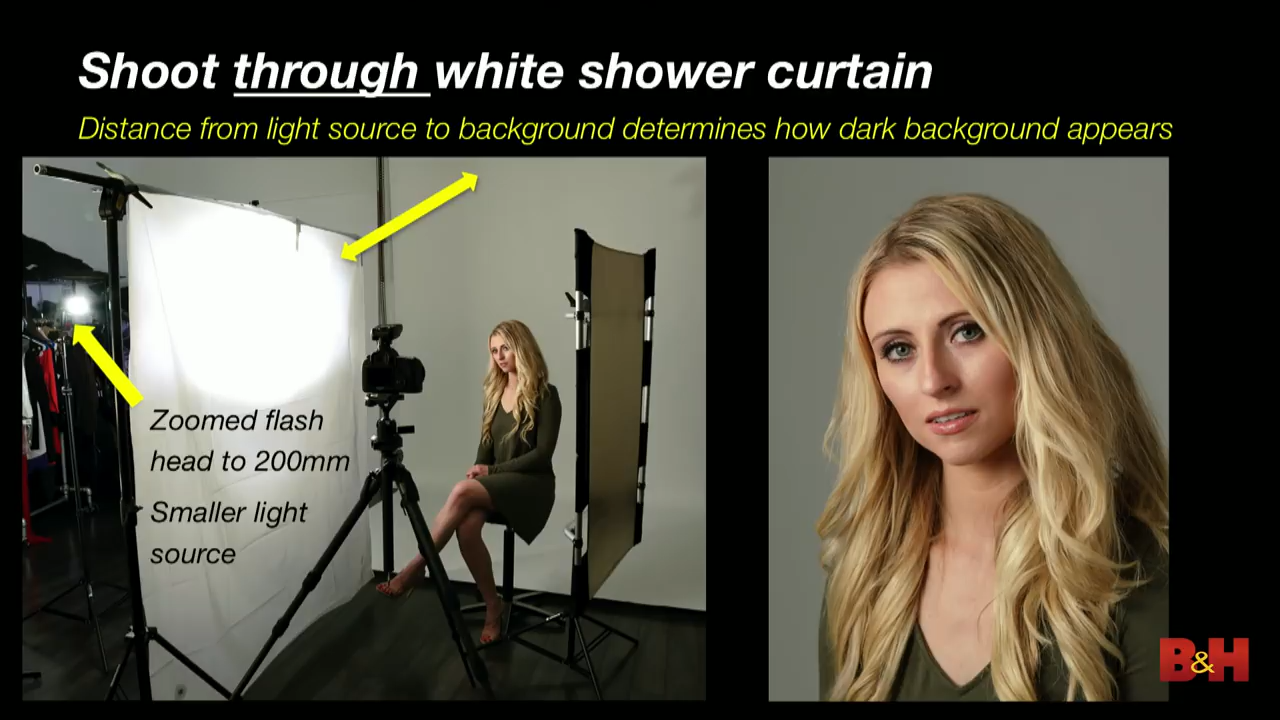 Shoot through white shower curtain
Distance from light source to background determines how dark background appears
Zoomed flash
head to 200mm
Smaller light
source
B&H